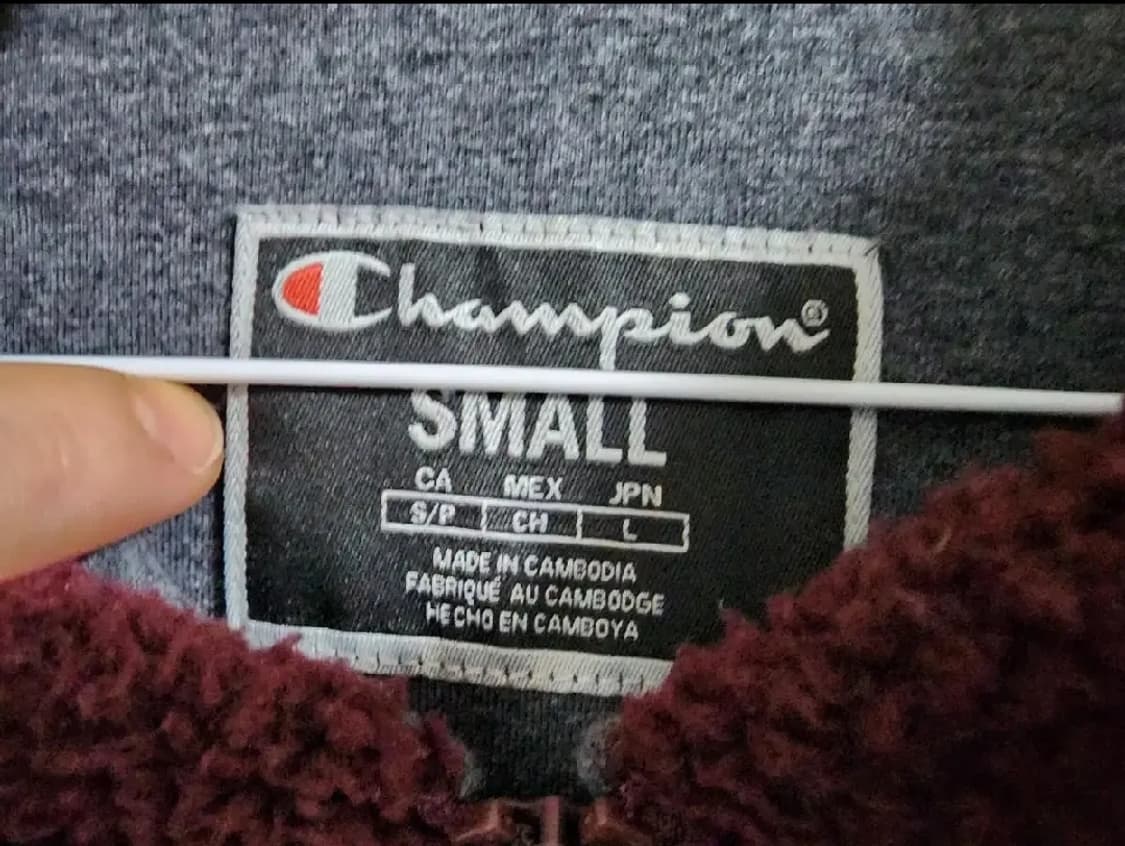 Champion®
SMALL
CA MEX JPN
S/P CH L
MADE IN CAMBODIA
FABRIQUÉ AU CAMBODGE
HECHO EN CAMBOYA